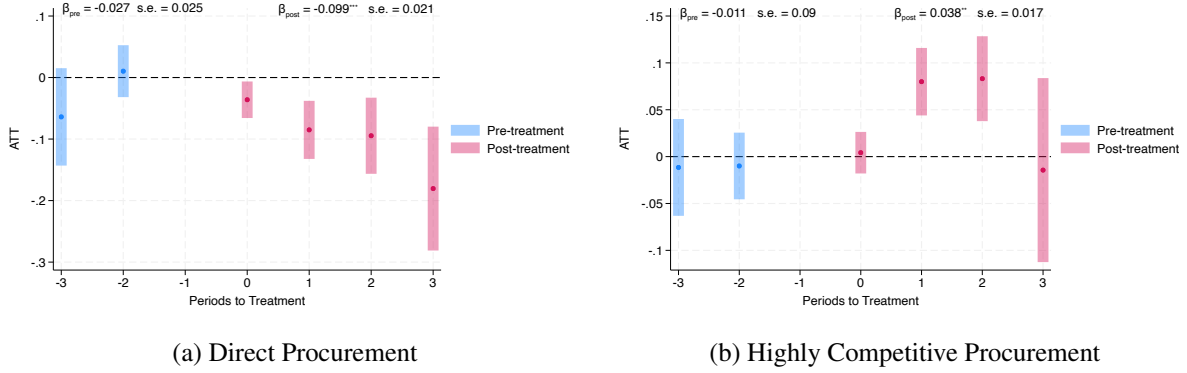 β_pre = -0.027 s.e. = 0.025 β_post = -0.099*** s.e. = 0.021
.1
0
-.1
-.2
-.3
ATT
-3 -2 -1 0 1 2 3
Periods to Treatment
Pre-treatment
Post-treatment
(a) Direct Procurement
β_pre = -0.011 s.e. = 0.09 β_post = 0.038** s.e. = 0.017
.15
.1
.05
0
-.05
-.1
ATT
-3 -2 -1 0 1 2 3
Periods to Treatment
Pre-treatment
Post-treatment
(b) Highly Competitive Procurement